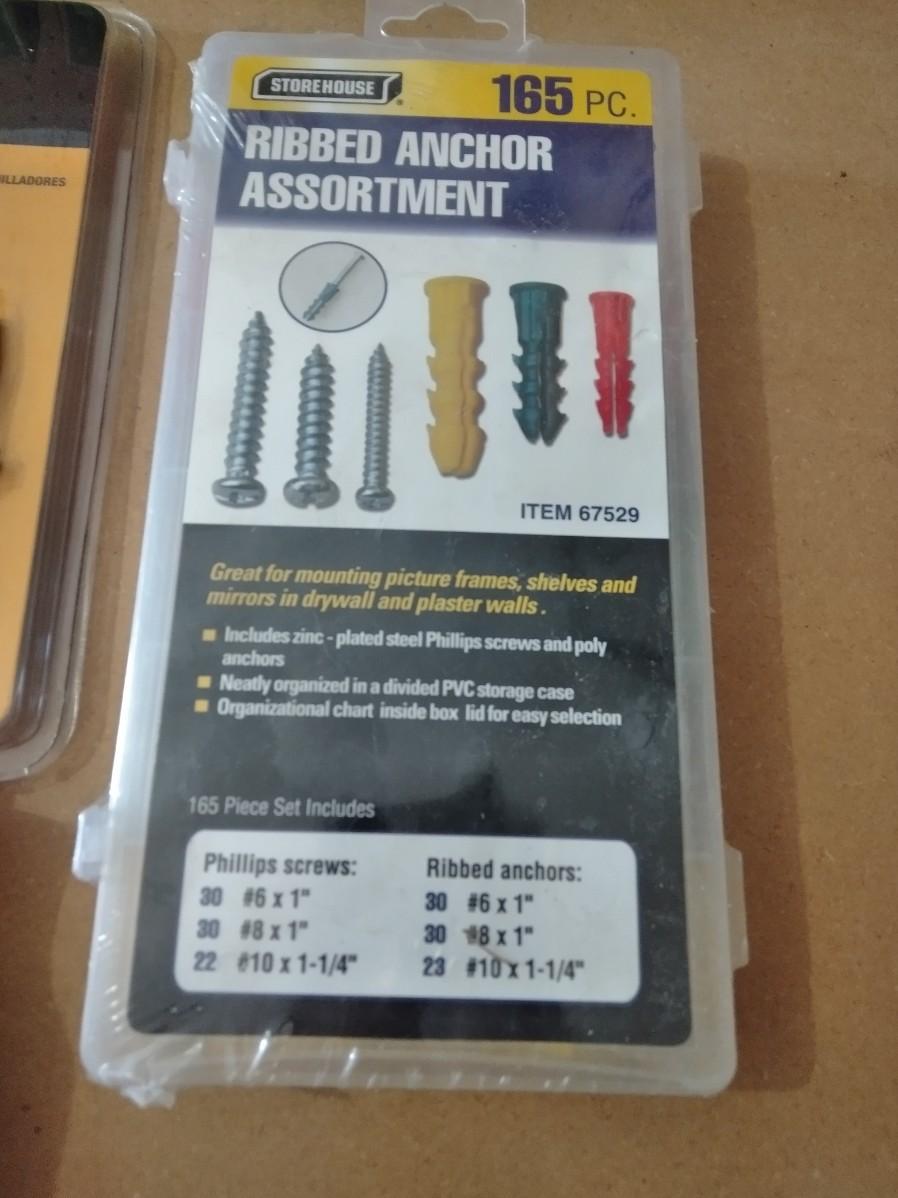 STOREHOUSE
165 PC.
RIBBED ANCHOR
ASSORTMENT
ITEM 67529
Great for mounting picture frames, shelves and
mirrors in drywall and plaster walls.
Includes zinc - plated steel Phillips screws and poly
anchors
Neatly organized in a divided PVC storage case
Organizational chart inside box lid for easy selection
165 Piece Set Includes
Phillips screws:
30 #6 x 1"
30 #8 x 1"
22 #10 x 1-1/4"
Ribbed anchors:
30 #6 x 1"
30 #8 x 1"
23 #10 x 1-1/4"